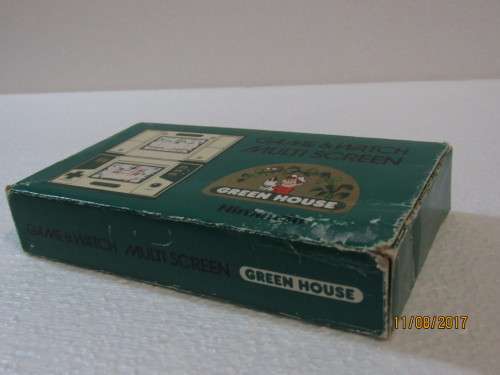 GAME & WATCH
MULTI SCREEN
GREEN HOUSE
Nintendo
GAME & WATCH MULTI SCREEN GREEN HOUSE
11/08/2017